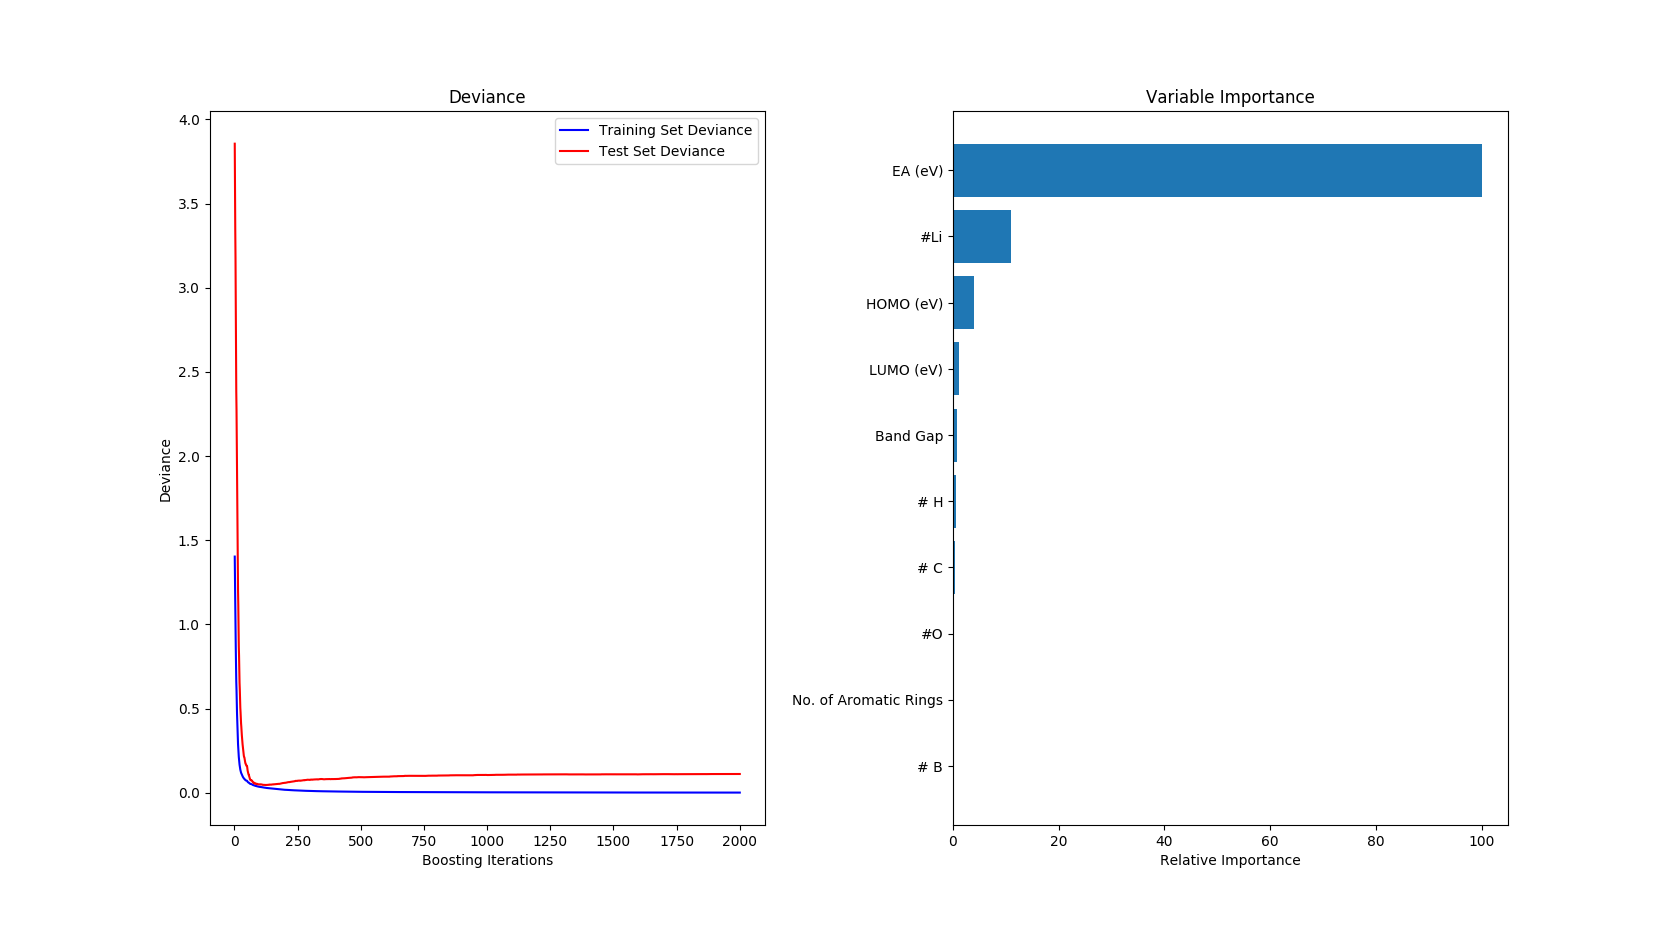 Deviance
4.0
3.5
3.0
2.5
2.0
1.5
1.0
0.5
0.0
Deviance
Training Set Deviance
Test Set Deviance
0 250 500 750 1000 1250 1500 1750 2000
Boosting Iterations
Variable Importance
EA (eV)
#Li
HOMO (eV)
LUMO (eV)
Band Gap
# H
# C
#O
No. of Aromatic Rings
# B
0 20 40 60 80 100
Relative Importance